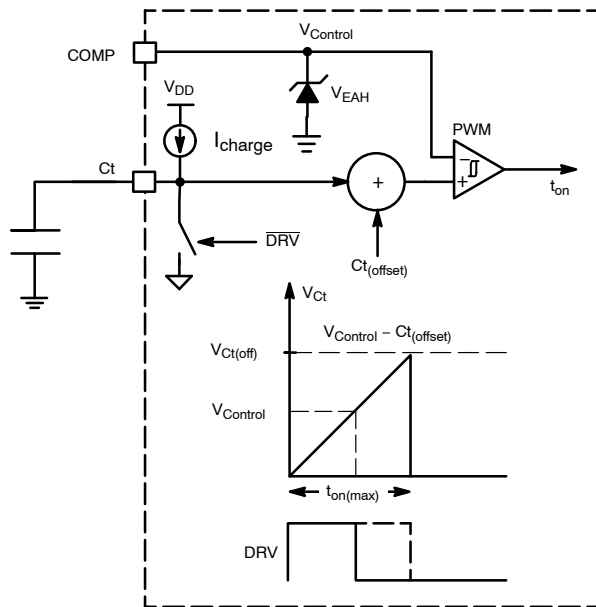 V_Control
COMP
V_DD
V_EAH
PWM
I_charge
Ct
−
+
+
t_on
DRV
Ct_(offset)
V_Ct
V_Control − Ct_(offset)
V_Ct(off)
V_Control
t_on(max)
DRV